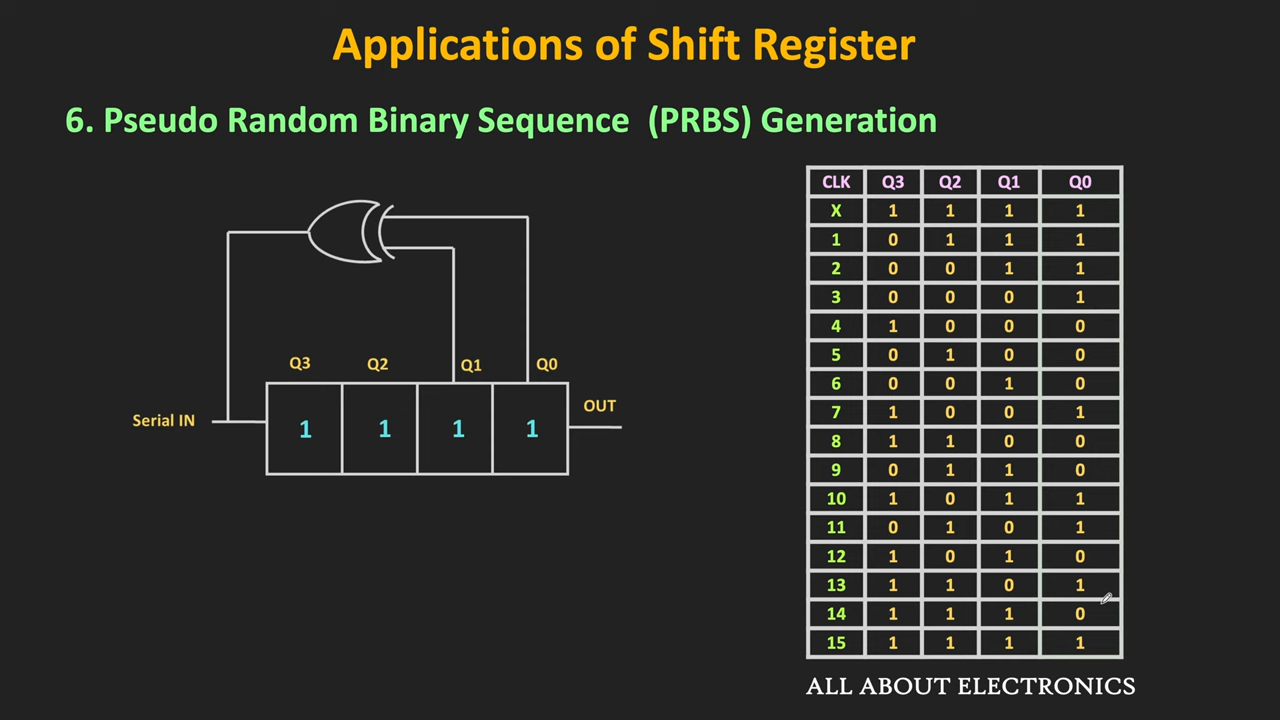 Applications of Shift Register
6. Pseudo Random Binary Sequence (PRBS) Generation
Q3 Q2 Q1 Q0
Serial IN 1 1 1 1 OUT
CLK Q3 Q2 Q1 Q0
X 1 1 1 1
1 0 1 1 1
2 0 0 1 1
3 0 0 0 1
4 1 0 0 0
5 0 1 0 0
6 0 0 1 0
7 1 0 0 1
8 1 1 0 0
9 0 1 1 0
10 1 0 1 1
11 0 1 0 1
12 1 0 1 0
13 1 1 0 1
14 1 1 1 0
15 1 1 1 1
ALL ABOUT ELECTRONICS